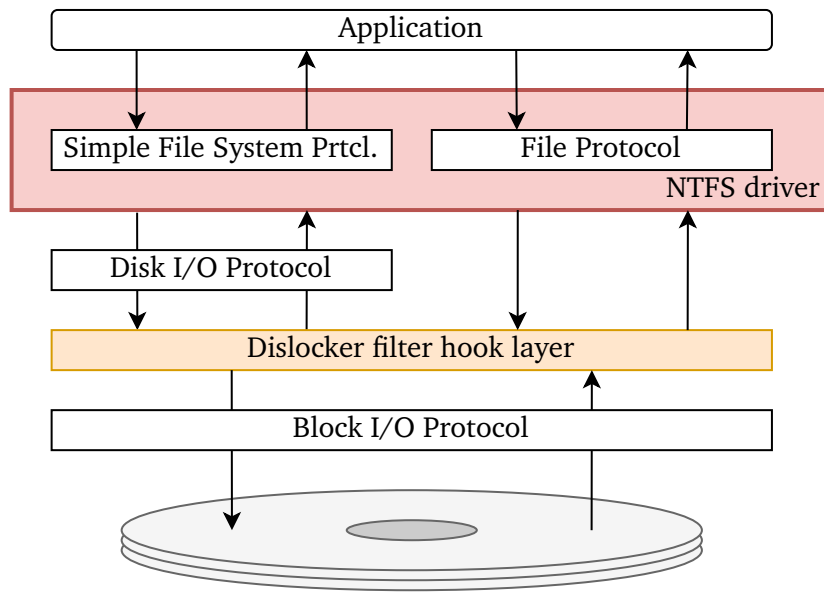 Application
Simple File System Prtcl.
File Protocol
NTFS driver
Disk I/O Protocol
Dislocker filter hook layer
Block I/O Protocol